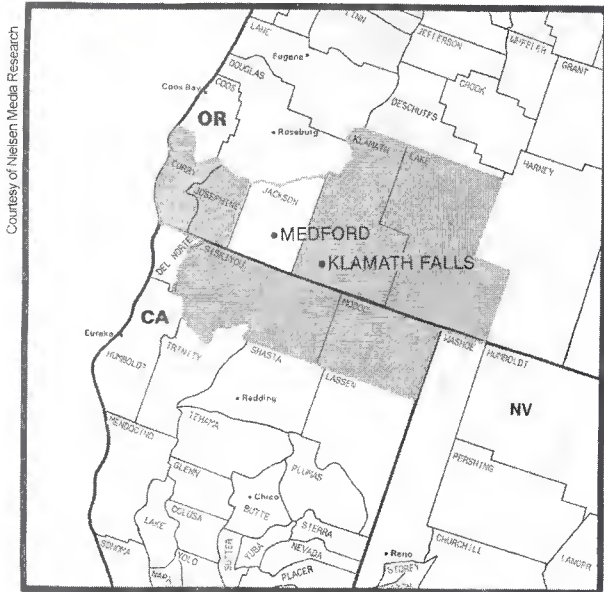 Courtesy of Nielsen Media Research
LANE
LINN
JEFFERSON
WHEELER
GRANT
Eugene
DOUGLAS
CROOK
Coos Bay
COOS
DESCHUTES
OR
Roseburg
KLAMATH
LAKE
HARNEY
CURRY
JOSEPHINE
JACKSON
MEDFORD
KLAMATH FALLS
DEL NORTE
SISKIYOU
MODOC
CA
WASHOE
HUMBOLDT
Eureka
HUMBOLDT
TRINITY
SHASTA
LASSEN
Redding
NV
MENDOCINO
TEHAMA
PERSHING
GLENN
PLUMAS
Chico
BUTTE
COLUSA
LAKE
SIERRA
CHURCHILL
LANDER
SONOMA
YOLO
SUTTER
YUBA
NEVADA
Reno
NAPA
PLACER
STOREY